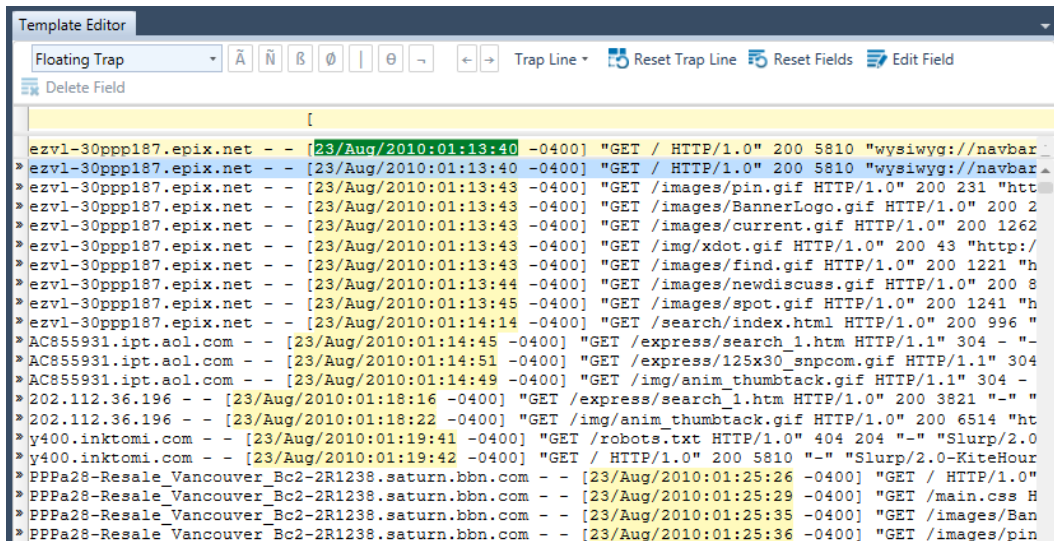 Template Editor
Floating Trap Ã Ñ ß Ø | Θ ¬ ← → Trap Line Reset Trap Line Reset Fields Edit Field
Delete Field
[
ezvl-30ppp187.epix.net - - [23/Aug/2010:01:13:40 -0400] "GET / HTTP/1.0" 200 5810 "wysiwyg://navbar
» ezvl-30ppp187.epix.net - - [23/Aug/2010:01:13:40 -0400] "GET / HTTP/1.0" 200 5810 "wysiwyg://navbar
» ezvl-30ppp187.epix.net - - [23/Aug/2010:01:13:43 -0400] "GET /images/pin.gif HTTP/1.0" 200 231 "htt
» ezvl-30ppp187.epix.net - - [23/Aug/2010:01:13:43 -0400] "GET /images/BannerLogo.gif HTTP/1.0" 200 2
» ezvl-30ppp187.epix.net - - [23/Aug/2010:01:13:43 -0400] "GET /images/current.gif HTTP/1.0" 200 1262
» ezvl-30ppp187.epix.net - - [23/Aug/2010:01:13:43 -0400] "GET /img/xdot.gif HTTP/1.0" 200 43 "http:/
» ezvl-30ppp187.epix.net - - [23/Aug/2010:01:13:43 -0400] "GET /images/find.gif HTTP/1.0" 200 1221 "h
» ezvl-30ppp187.epix.net - - [23/Aug/2010:01:13:44 -0400] "GET /images/newdiscuss.gif HTTP/1.0" 200 8
» ezvl-30ppp187.epix.net - - [23/Aug/2010:01:13:45 -0400] "GET /images/spot.gif HTTP/1.0" 200 1241 "h
» ezvl-30ppp187.epix.net - - [23/Aug/2010:01:14:14 -0400] "GET /search/index.html HTTP/1.0" 200 996 "
» AC855931.ipt.aol.com - - [23/Aug/2010:01:14:45 -0400] "GET /express/search_1.htm HTTP/1.1" 304 - "-
» AC855931.ipt.aol.com - - [23/Aug/2010:01:14:51 -0400] "GET /express/125x30_snpcom.gif HTTP/1.1" 304
» AC855931.ipt.aol.com - - [23/Aug/2010:01:14:49 -0400] "GET /img/anim_thumbtack.gif HTTP/1.1" 304 -
» 202.112.36.196 - - [23/Aug/2010:01:18:16 -0400] "GET /express/search_1.htm HTTP/1.0" 200 3821 "-" "
» 202.112.36.196 - - [23/Aug/2010:01:18:22 -0400] "GET /img/anim_thumbtack.gif HTTP/1.0" 200 6514 "ht
» y400.inktomi.com - - [23/Aug/2010:01:19:41 -0400] "GET /robots.txt HTTP/1.0" 404 204 "-" "Slurp/2.0
» y400.inktomi.com - - [23/Aug/2010:01:19:42 -0400] "GET / HTTP/1.0" 200 5810 "-" "Slurp/2.0-KiteHour
» PPPa28-Resale_Vancouver_Bc2-2R1238.saturn.bbn.com - - [23/Aug/2010:01:25:26 -0400] "GET / HTTP/1.0"
» PPPa28-Resale_Vancouver_Bc2-2R1238.saturn.bbn.com - - [23/Aug/2010:01:25:29 -0400] "GET /main.css H
» PPPa28-Resale_Vancouver_Bc2-2R1238.saturn.bbn.com - - [23/Aug/2010:01:25:35 -0400] "GET /images/Ban
» PPPa28-Resale_Vancouver_Bc2-2R1238.saturn.bbn.com - - [23/Aug/2010:01:25:36 -0400] "GET /images/pin